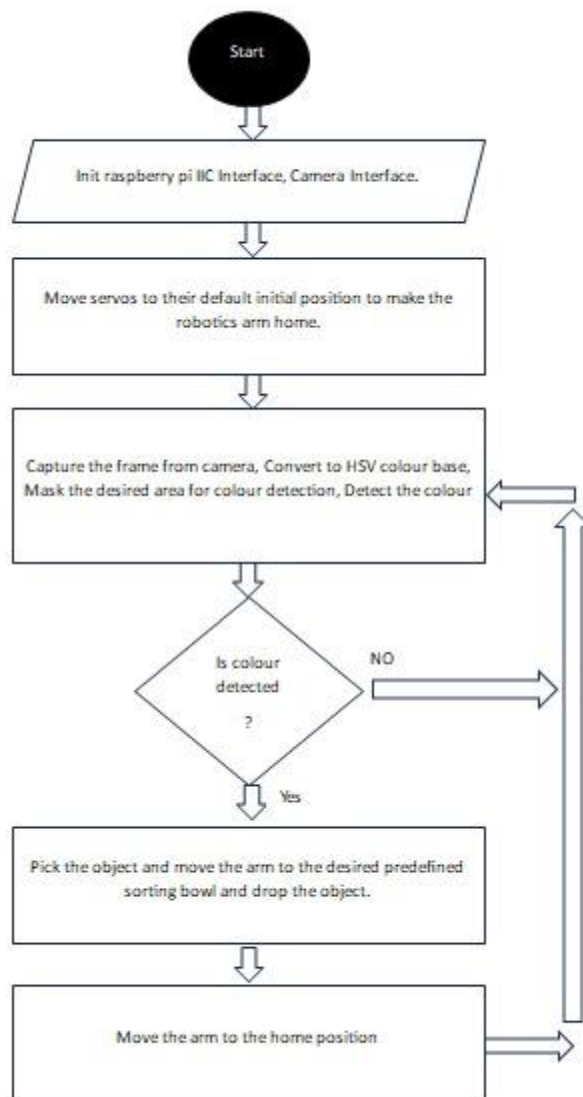 Start
Init raspberry pi IIC Interface, Camera Interface.
Move servos to their default initial position to make the
robotics arm home.
Capture the frame from camera, Convert to HSV colour base,
Mask the desired area for colour detection, Detect the colour
Is colour
detected
?
NO
Yes
Pick the object and move the arm to the desired predefined
sorting bowl and drop the object.
Move the arm to the home position